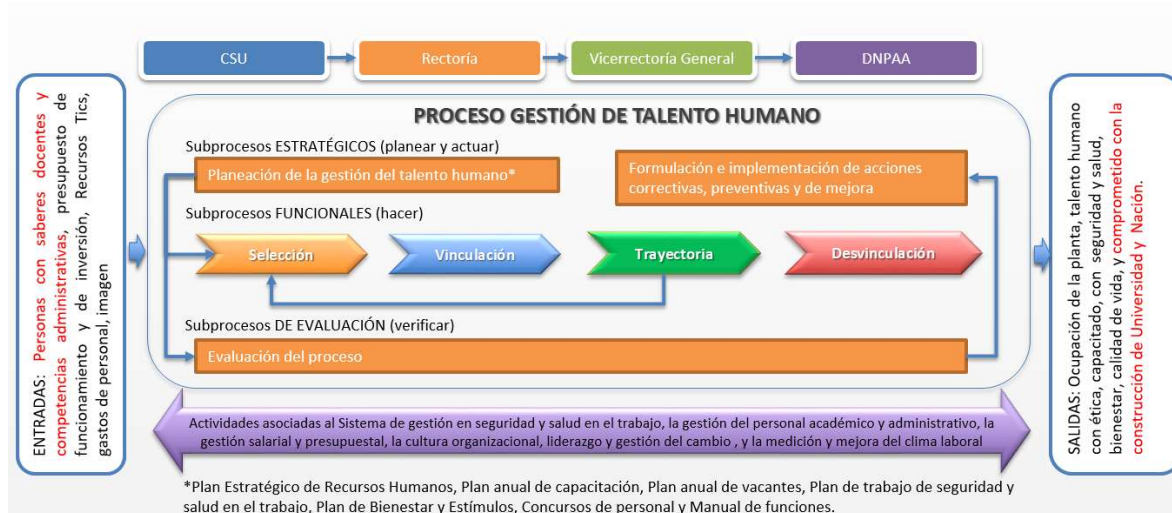 CSU
Rectoría
Vicerrectoría General
DNPAA
ENTRADAS: Personas con saberes docentes y
competencias administrativas, presupuesto de
funcionamiento y de inversión, Recursos Tics,
gastos de personal, imagen
PROCESO GESTIÓN DE TALENTO HUMANO
Subprocesos ESTRATÉGICOS (planear y actuar)
Planeación de la gestión del talento humano*
Formulación e implementación de acciones
correctivas, preventivas y de mejora
Subprocesos FUNCIONALES (hacer)
Selección
Vinculación
Trayectoria
Desvinculación
Subprocesos DE EVALUACIÓN (verificar)
Evaluación del proceso
Actividades asociadas al Sistema de gestión en seguridad y salud en el trabajo, la gestión del personal académico y administrativo, la
gestión salarial y presupuestal, la cultura organizacional, liderazgo y gestión del cambio , y la medición y mejora del clima laboral
SALIDAS: Ocupación de la planta, talento humano
con ética, capacitado, con seguridad y salud,
bienestar, calidad de vida, y comprometido con la
construcción de Universidad y Nación.
*Plan Estratégico de Recursos Humanos, Plan anual de capacitación, Plan anual de vacantes, Plan de trabajo de seguridad y
salud en el trabajo, Plan de Bienestar y Estímulos, Concursos de personal y Manual de funciones.